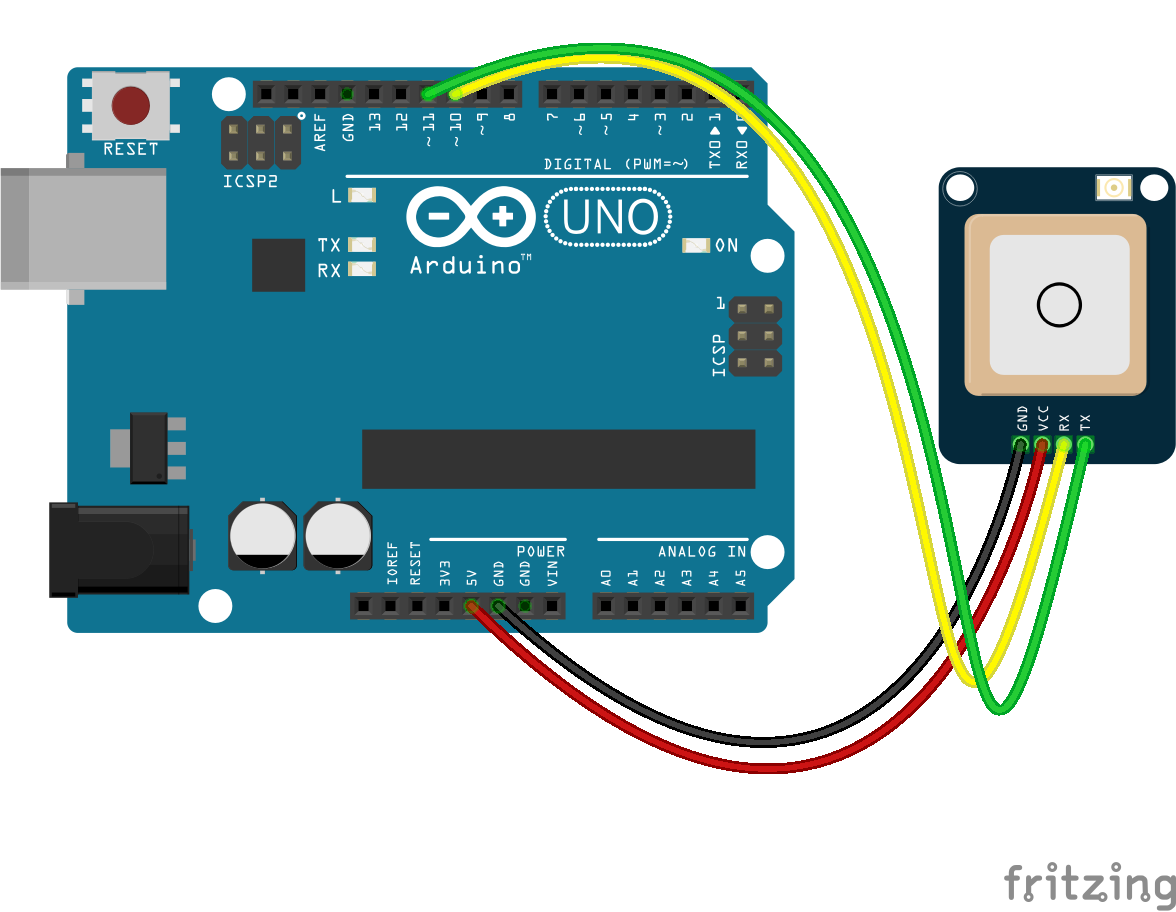 RESET
ICSP2
AREF
GND
13
12
~11
~10
~9
8
7
~6
~5
4
~3
2
TX0▶1
RX0◀
DIGITAL (PWM=~)
L
TX
RX
Arduino™
UNO
ON
1
ICSP
GND
VCC
RX
TX
IOREF
RESET
3V3
5V
GND
GND
VIN
POWER
ANALOG IN
A0
A1
A2
A3
A4
A5
fritzing